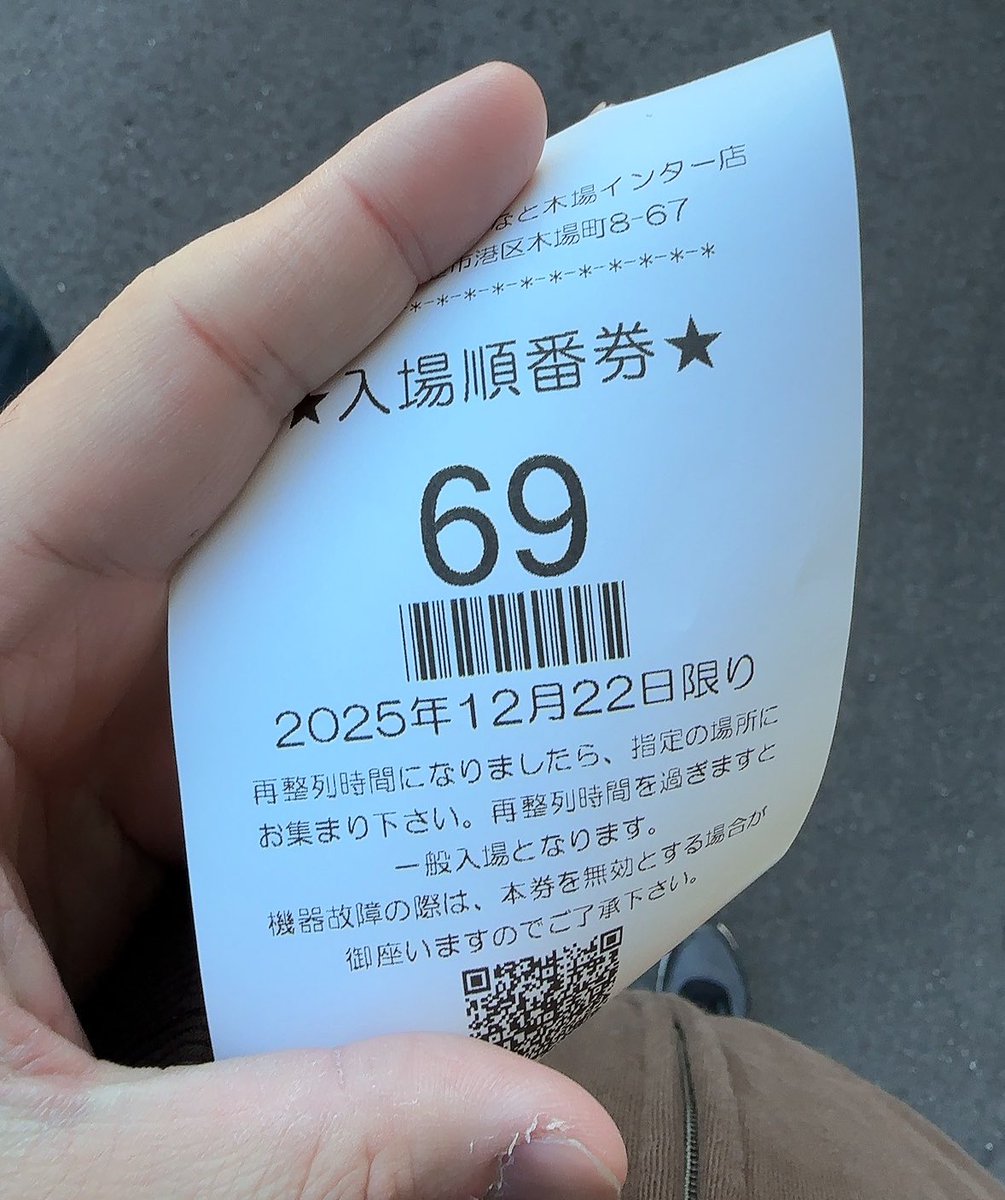 なと木場インター店
市港区木場町8-67
*-*-*-*-*-*-*-*-*-*-*
★入場順番券★
69
2025年12月22日限り
再整列時間になりましたら、指定の場所に
お集まり下さい。再整列時間を過ぎますと
一般入場となります。
機器故障の際は、本券を無効とする場合が
御座いますのでご了承下さい。